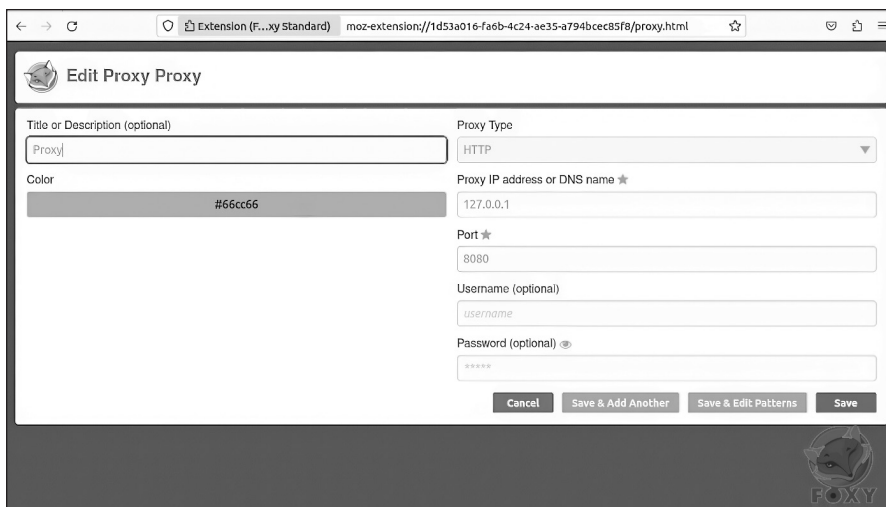 Extension (F...xy Standard) moz-extension://1d53a016-fa6b-4c24-ae35-a794bcec85f8/proxy.html
Edit Proxy Proxy
Title or Description (optional)
Proxy
Color
#66cc66
Proxy Type
HTTP
Proxy IP address or DNS name
127.0.0.1
Port
8080
Username (optional)
username
Password (optional)
*****
Cancel Save & Add Another Save & Edit Patterns Save
FOXY